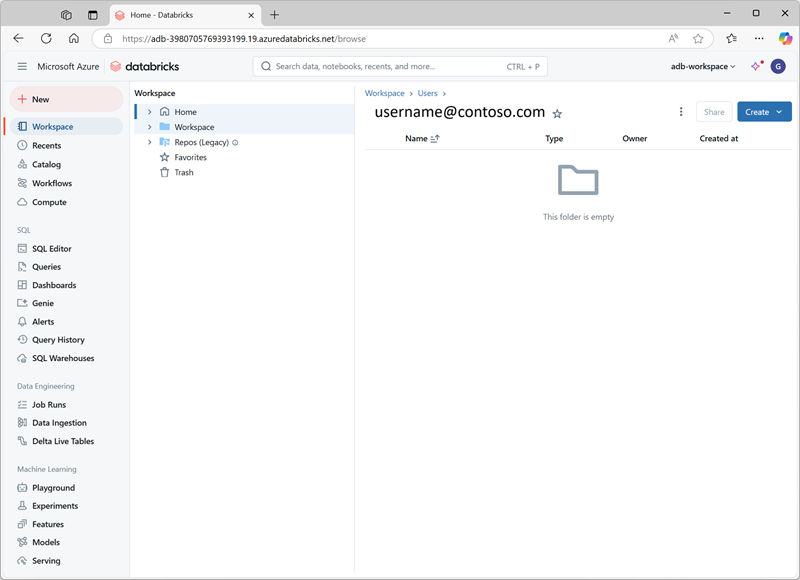 Home - Databricks
https://adb-3980705769393199.19.azuredatabricks.net/browse
Microsoft Azure
databricks
Search data, notebooks, recents, and more...
CTRL + P
adb-workspace
G
New
Workspace
Recents
Catalog
Workflows
Compute
SQL
SQL Editor
Queries
Dashboards
Genie
Alerts
Query History
SQL Warehouses
Data Engineering
Job Runs
Data Ingestion
Delta Live Tables
Machine Learning
Playground
Experiments
Features
Models
Serving
Workspace
Home
Workspace
Repos (Legacy)
Favorites
Trash
Workspace > Users >
username@contoso.com
Share
Create
Name Type Owner Created at
This folder is empty